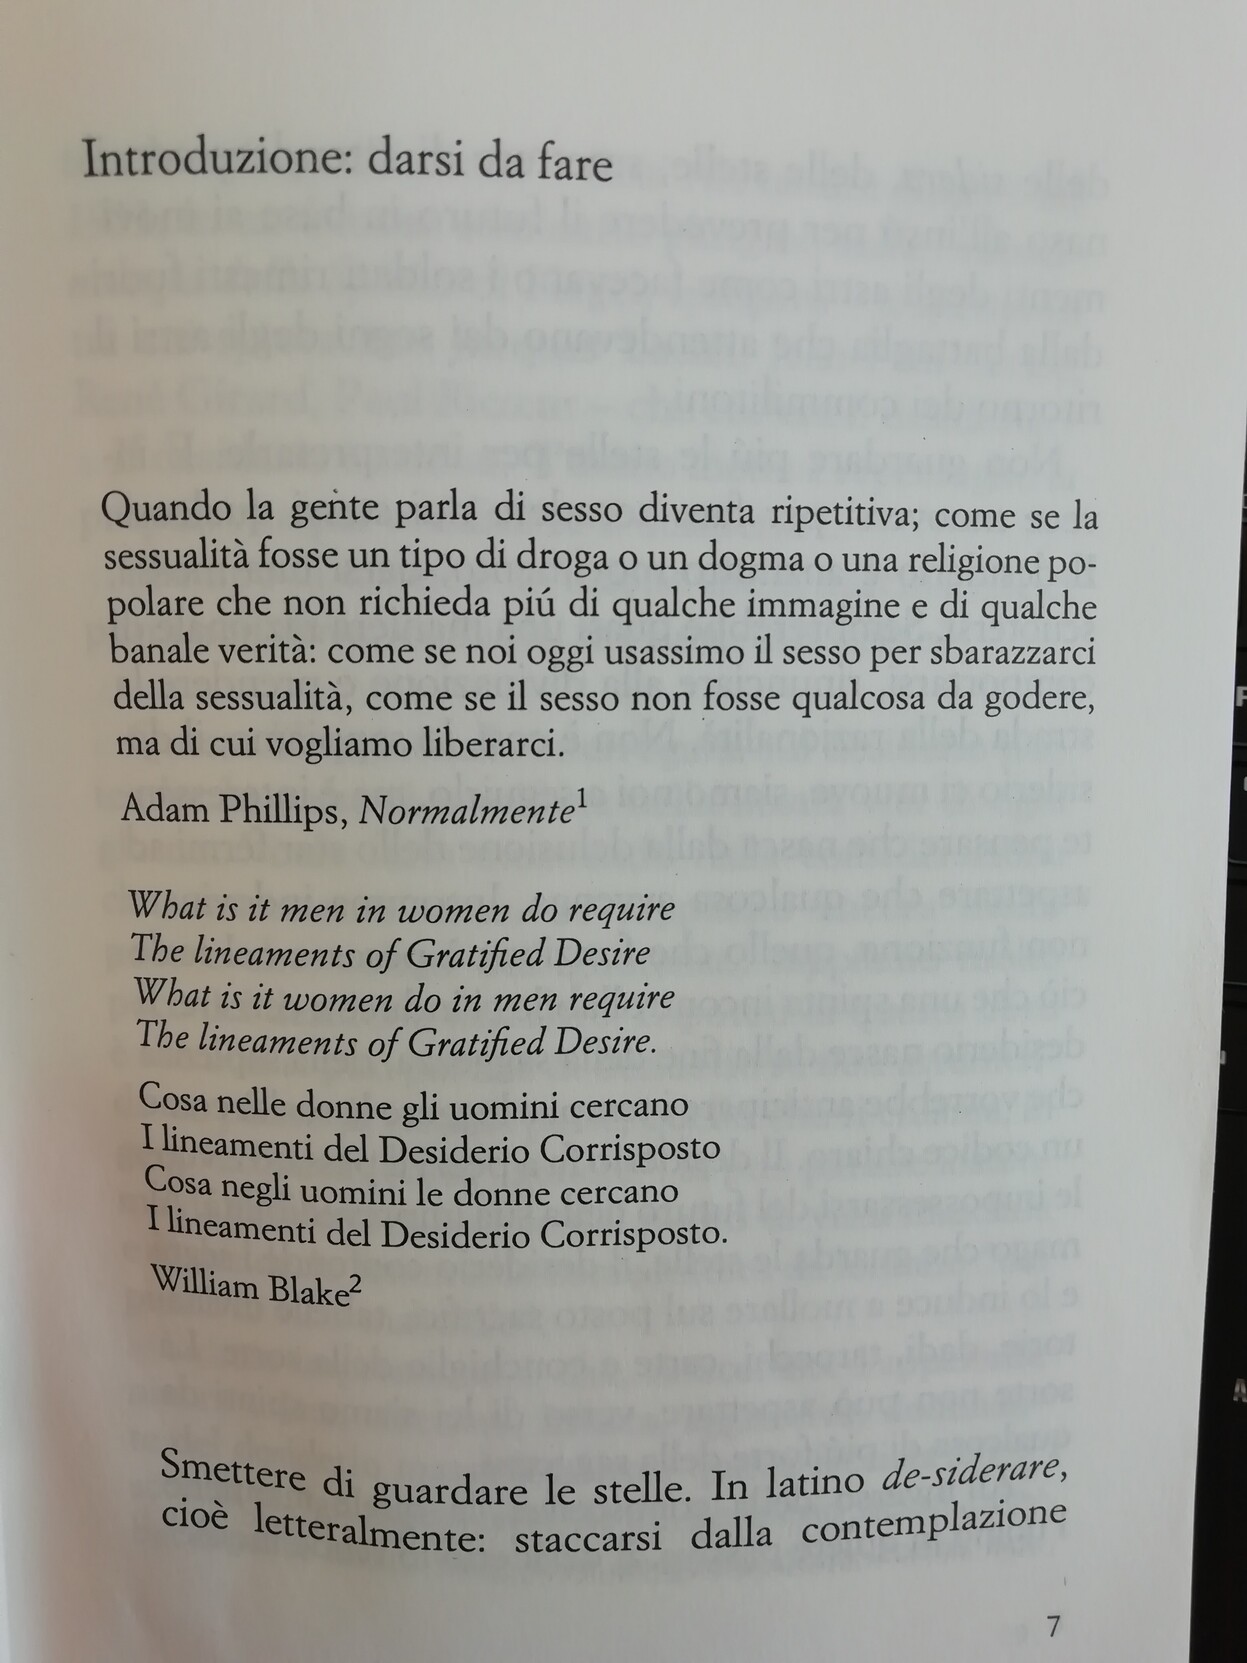 Introduzione: darsi da fare
Quando la gente parla di sesso diventa ripetitiva; come se la
sessualità fosse un tipo di droga o un dogma o una religione po-
polare che non richieda piú di qualche immagine e di qualche
banale verità: come se noi oggi usassimo il sesso per sbarazzarci
della sessualità, come se il sesso non fosse qualcosa da godere,
ma di cui vogliamo liberarci.
Adam Phillips, Normalmente¹
What is it men in women do require
The lineaments of Gratified Desire
What is it women do in men require
The lineaments of Gratified Desire.
Cosa nelle donne gli uomini cercano
I lineamenti del Desiderio Corrisposto
Cosa negli uomini le donne cercano
I lineamenti del Desiderio Corrisposto.
William Blake²
Smettere di guardare le stelle. In latino de-siderare,
cioè letteralmente: staccarsi dalla contemplazione
7